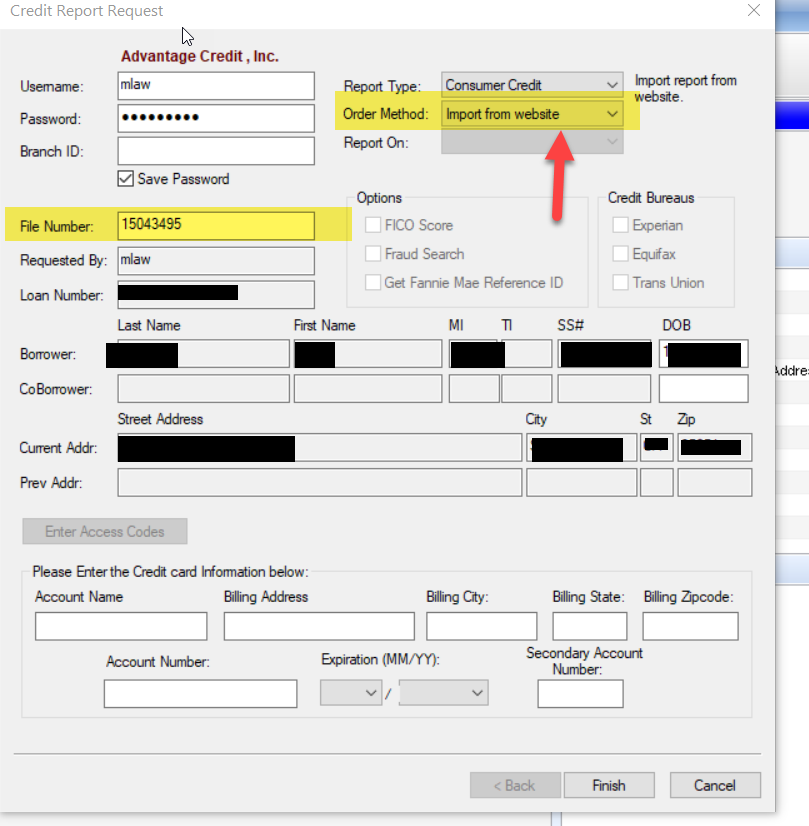 Credit Report Request
Advantage Credit , Inc.
Username: mlaw
Password: •••••••••
Branch ID:
Save Password
Report Type: Consumer Credit
Order Method: Import from website
Report On:
Import report from
website.
File Number: 15043495
Requested By: mlaw
Loan Number:
Options
FICO Score
Fraud Search
Get Fannie Mae Reference ID
Credit Bureaus
Experian
Equifax
Trans Union
Last Name First Name MI TI SS# DOB
Borrower:
CoBorrower:
Street Address City St Zip
Current Addr:
Prev Addr:
Enter Access Codes
Please Enter the Credit card Information below:
Account Name Billing Address Billing City: Billing State: Billing Zipcode:
Account Number: Expiration (MM/YY): /
Secondary Account
Number:
< Back Finish Cancel